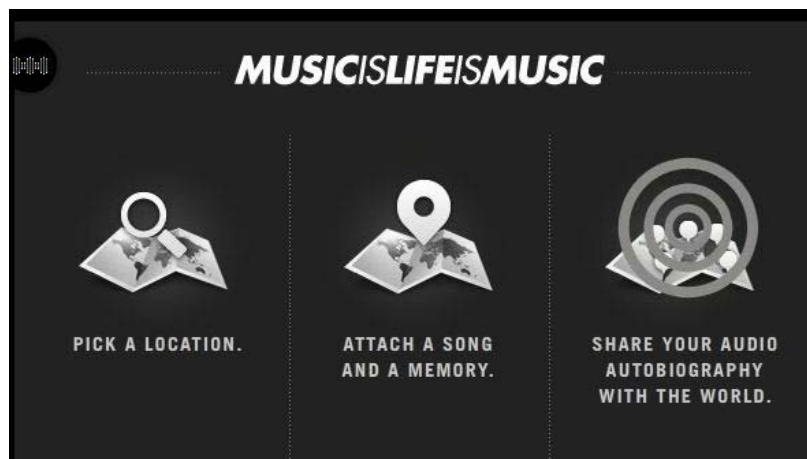 MUSICISLIFEISMUSIC
PICK A LOCATION.
ATTACH A SONG
AND A MEMORY.
SHARE YOUR AUDIO
AUTOBIOGRAPHY
WITH THE WORLD.